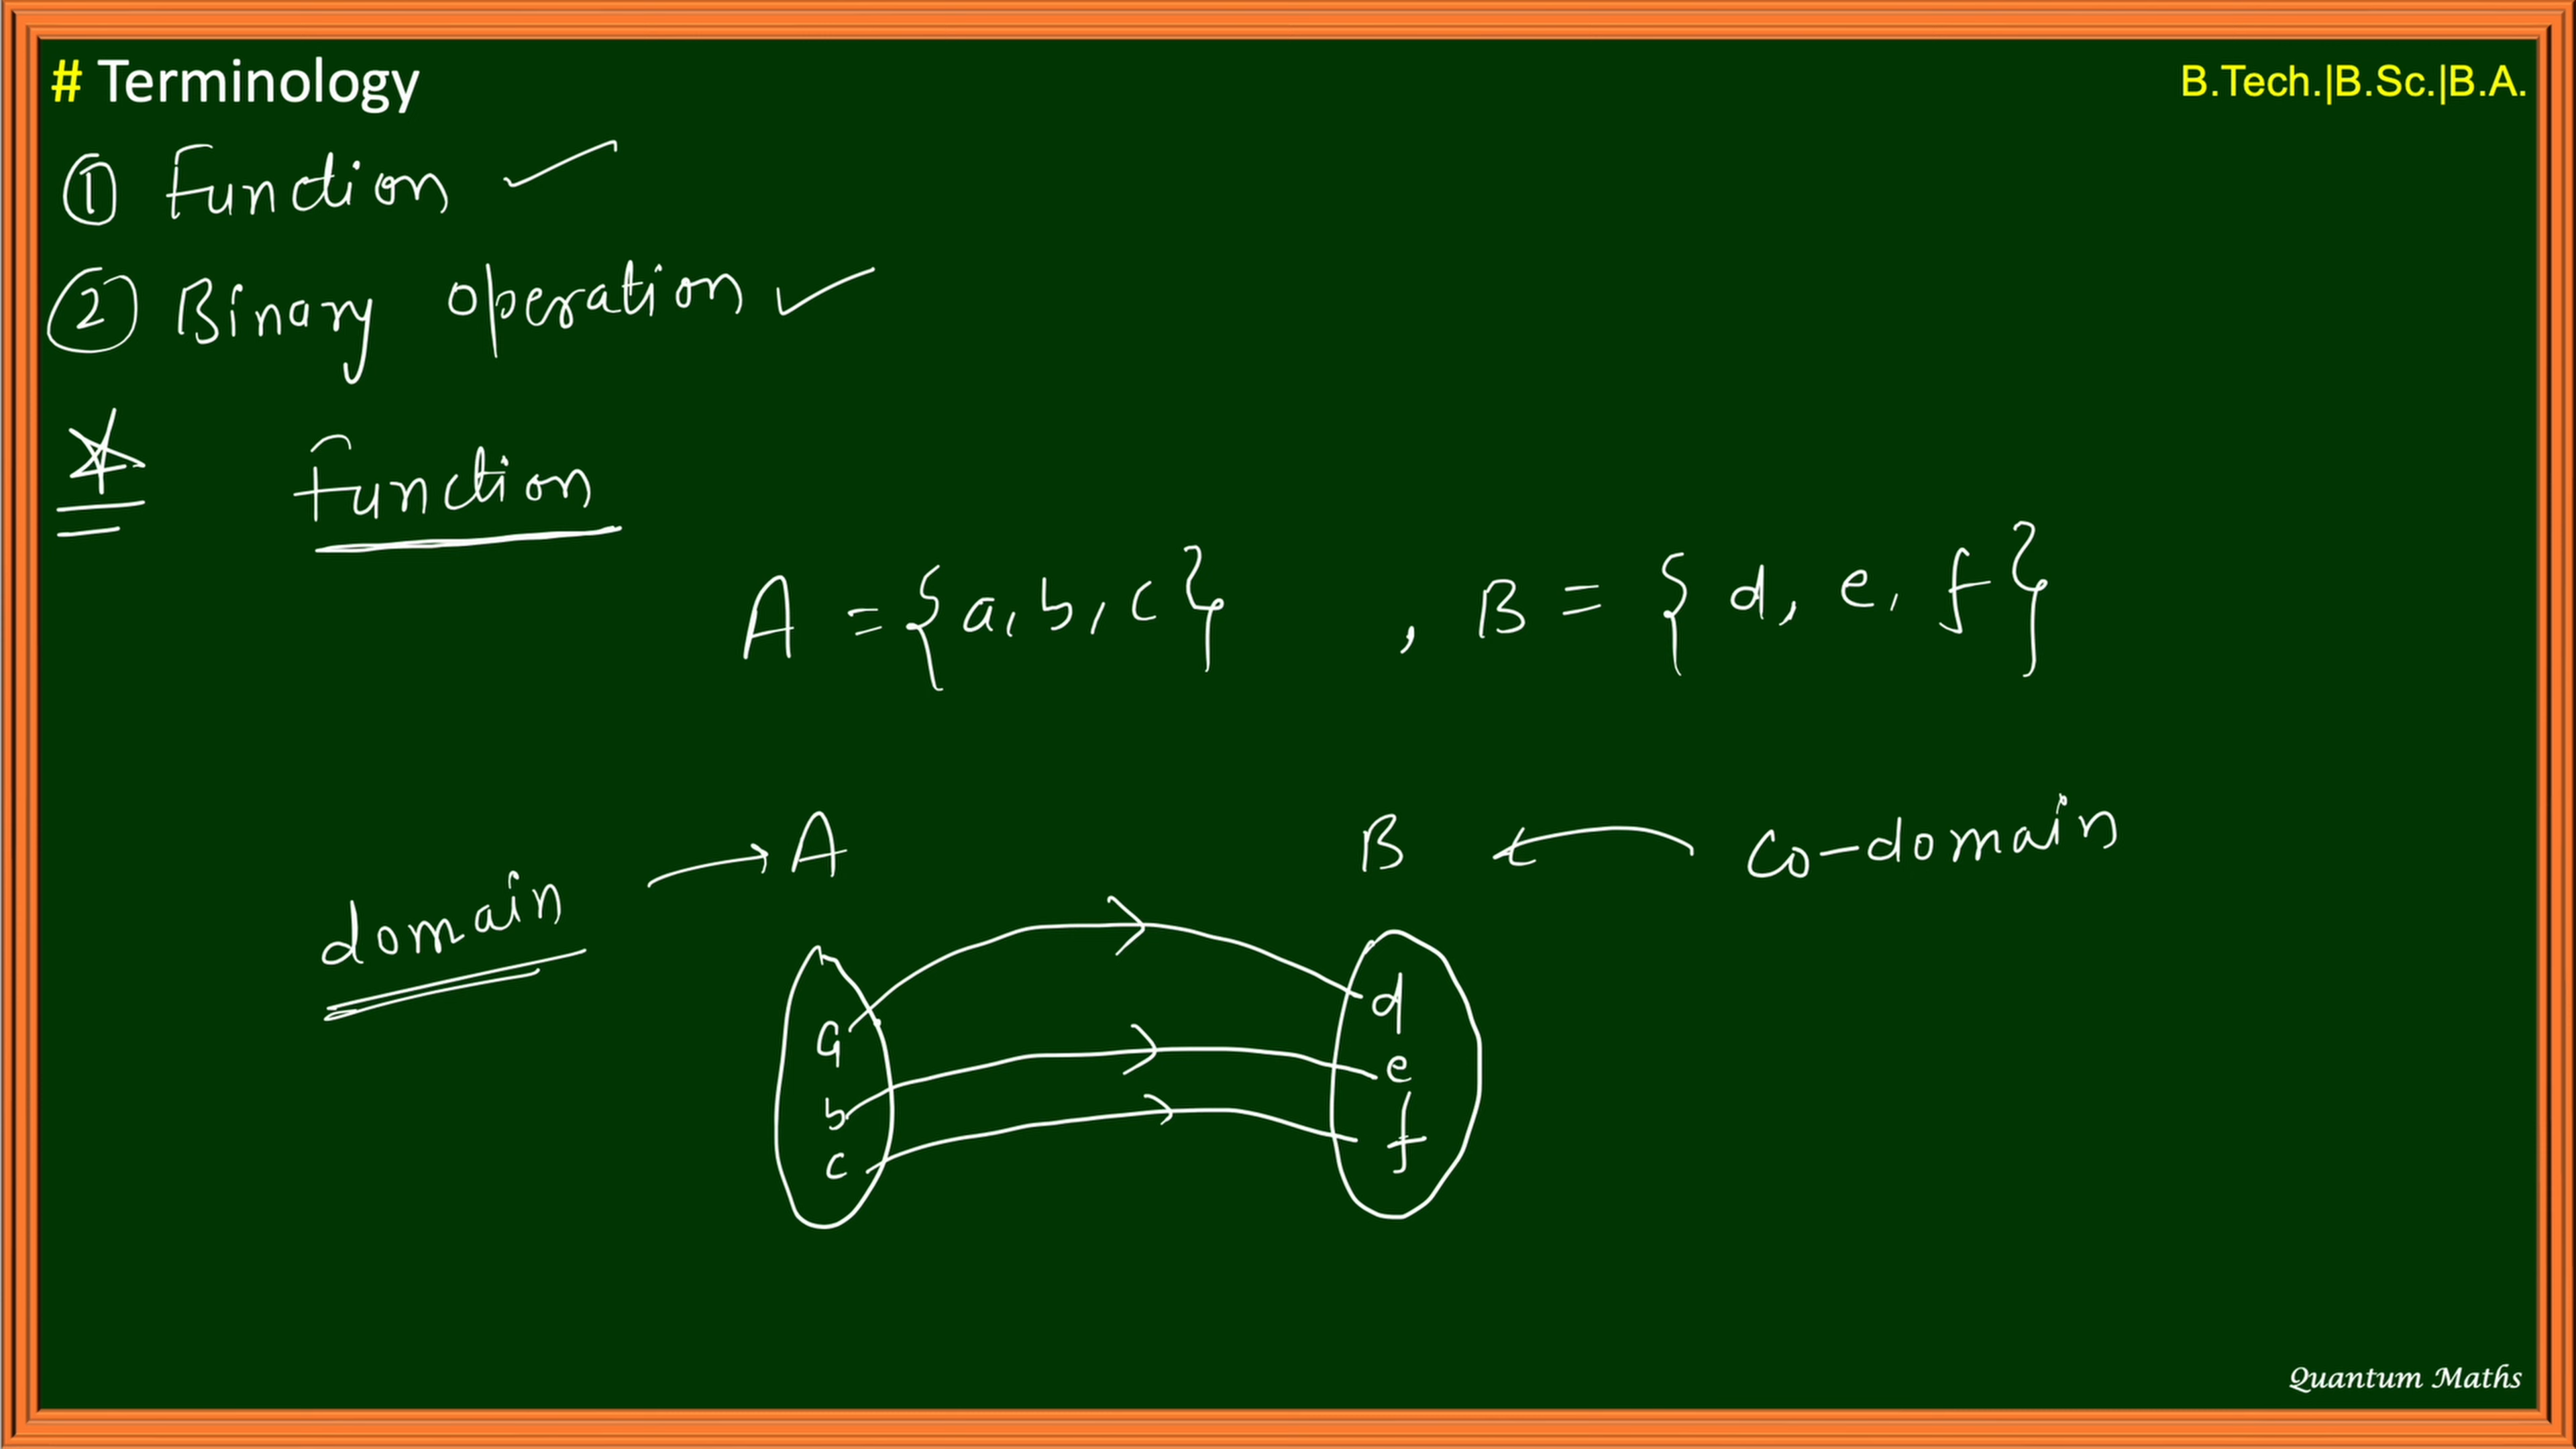 # Terminology
B.Tech.|B.Sc.|B.A.
① Function ✓
② Binary operation ✓
☆ Function
A = {a, b, c} , B = { d, e, f }
domain → A B ← Co-domain
a d
b e
c f
Quantum Maths